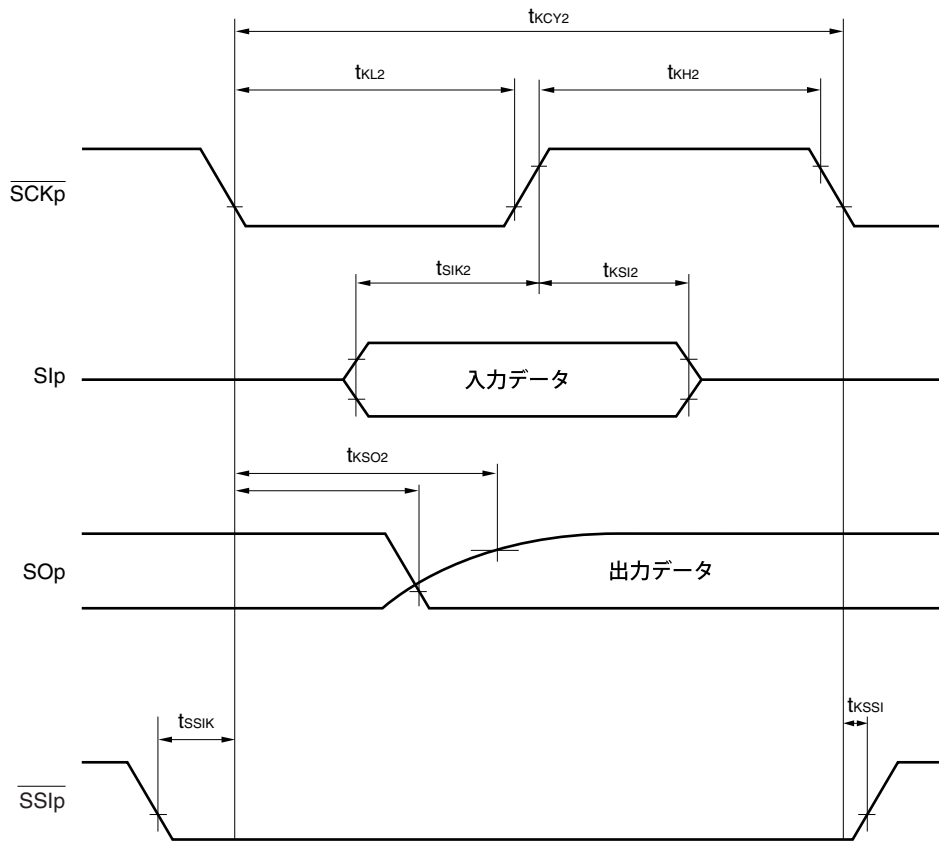 tKCY2
tKL2
tKH2
SCKp
tSIK2
tKSI2
SIp
入力データ
tKSO2
SOp
出力データ
tSSIK
tKSSI
SSIp